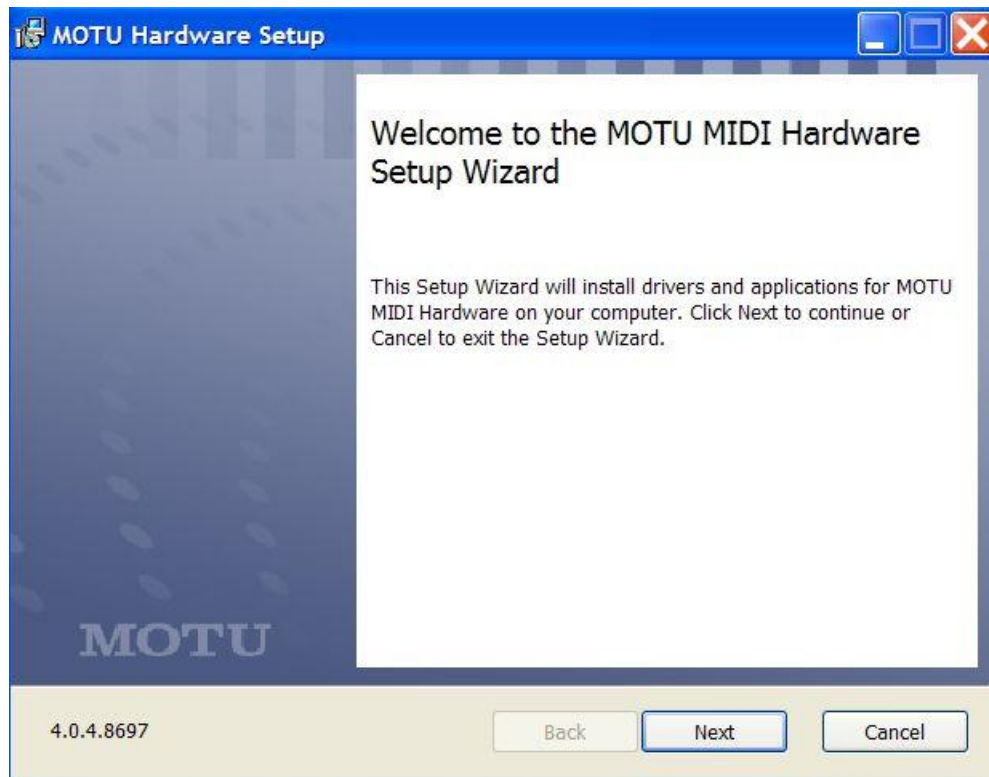 MOTU Hardware Setup
Welcome to the MOTU MIDI Hardware
Setup Wizard
This Setup Wizard will install drivers and applications for MOTU
MIDI Hardware on your computer. Click Next to continue or
Cancel to exit the Setup Wizard.
MOTU
4.0.4.8697
Back
Next
Cancel